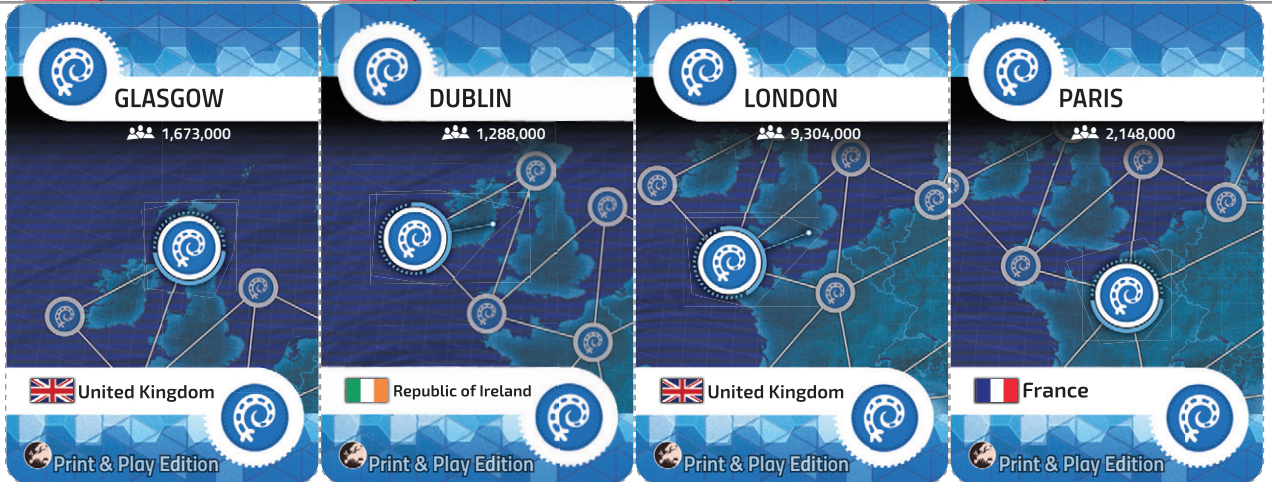 GLASGOW
1,673,000
United Kingdom
Print & Play Edition
DUBLIN
1,288,000
Republic of Ireland
Print & Play Edition
LONDON
9,304,000
United Kingdom
Print & Play Edition
PARIS
2,148,000
France
Print & Play Edition